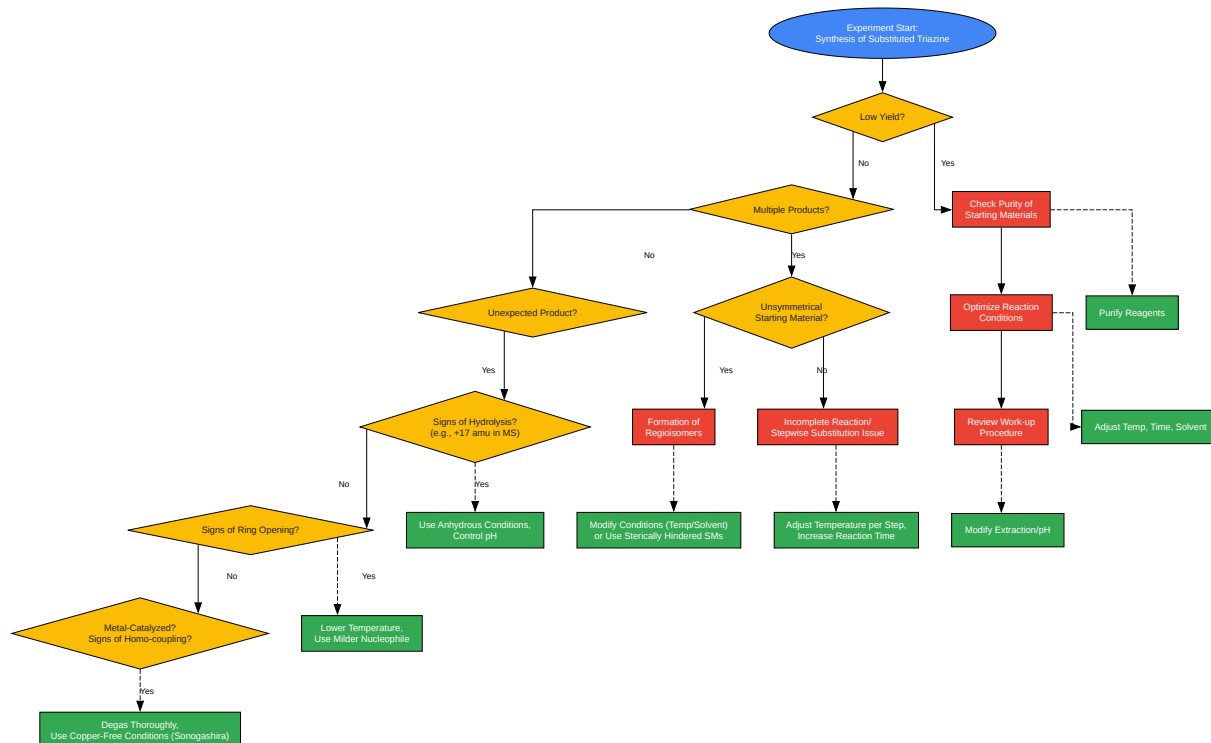 Experiment Start:
Synthesis of Substituted Triazine
Low Yield?
No
Yes
Multiple Products?
Check Purity of
Starting Materials
No
Yes
Unexpected Product?
Unsymmetrical
Starting Material?
Optimize Reaction
Conditions
Purify Reagents
Yes
Yes
No
Signs of Hydrolysis?
(e.g., +17 amu in MS)
Formation of
Regioisomers
Incomplete Reaction/
Stepwise Substitution Issue
Review Work-up
Procedure
Adjust Temp, Time, Solvent
No
Yes
Signs of Ring Opening?
Use Anhydrous Conditions,
Control pH
Modify Conditions (Temp/Solvent)
or Use Sterically Hindered SMs
Adjust Temperature per Step,
Increase Reaction Time
Modify Extraction/pH
No
Yes
Metal-Catalyzed?
Signs of Homo-coupling?
Lower Temperature,
Use Milder Nucleophile
Yes
Degas Thoroughly,
Use Copper-Free Conditions (Sonogashira)